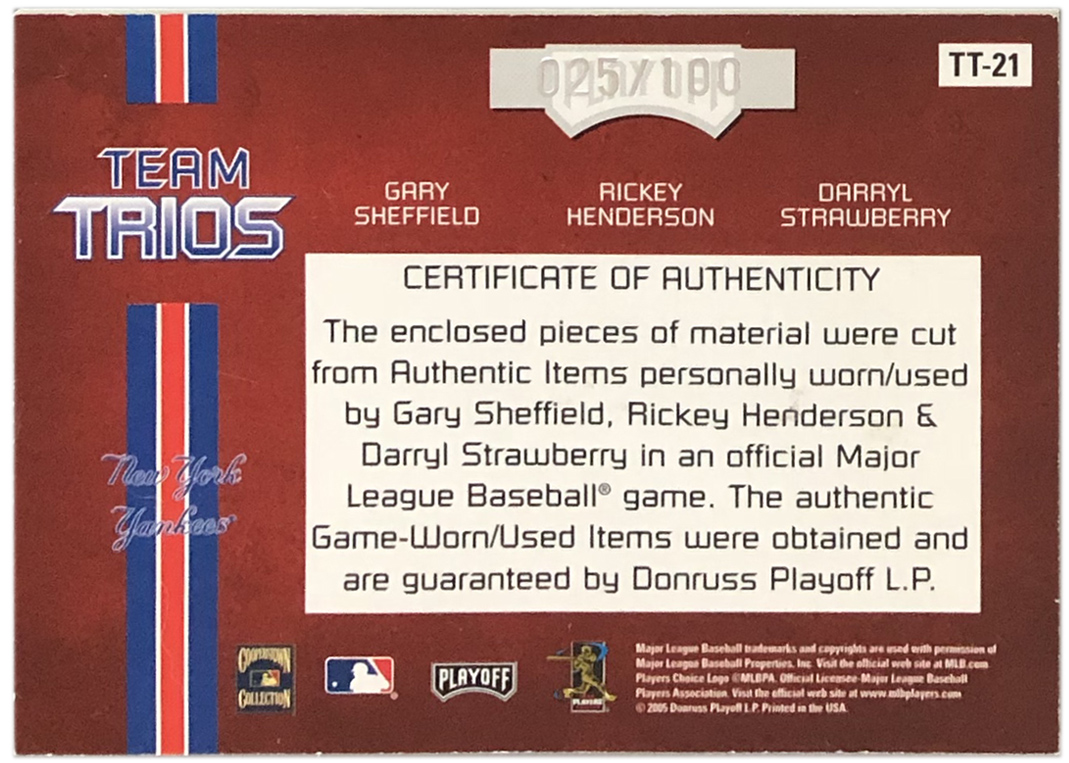 025/100
TT-21
TEAM
TRIOS
GARY
SHEFFIELD
RICKEY
HENDERSON
DARRYL
STRAWBERRY
CERTIFICATE OF AUTHENTICITY
The enclosed pieces of material were cut
from Authentic Items personally worn/used
by Gary Sheffield, Rickey Henderson &
Darryl Strawberry in an official Major
League Baseball® game. The authentic
Game-Worn/Used Items were obtained and
are guaranteed by Donruss Playoff L.P.
New York
Yankees
COOPERSTOWN
COLLECTION
PLAYOFF
PLAYERS
Major League Baseball trademarks and copyrights are used with permission of
Major League Baseball Properties, Inc. Visit the official web site at MLB.com
Players Choice Logo ©MLBPA. Official Licensee-Major League Baseball
Players Association. Visit the official web site at www.mlbplayers.com
© 2005 Donruss Playoff L.P. Printed in the USA.